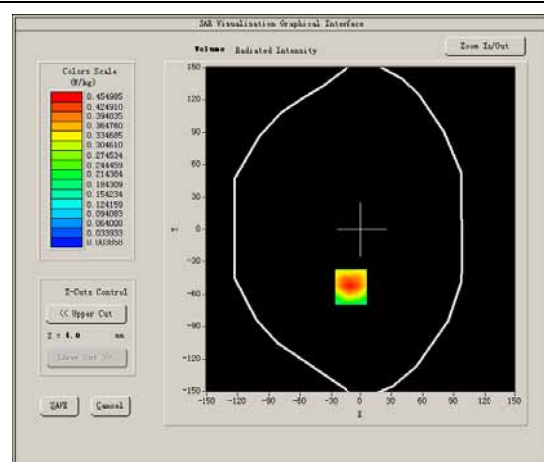 SAR Visualisation Graphical Interface
Volume Radiated Intensity
Zoom In/Out
Colors Scale
(W/kg)
0.454985
0.424910
0.394835
0.364760
0.334685
0.304610
0.274534
0.244459
0.214384
0.184309
0.154234
0.124159
0.094083
0.064008
0.033933
0.003858
Z-Cuts Control
<< Upper Cut
Z = 4.0 mm
Lower Cut >>
SAVE
Cancel
150
120
90
60
30
0
-30
-60
-90
-120
-150
Y
-150 -120 -90 -60 -30 0 30 60 90 120 150
X